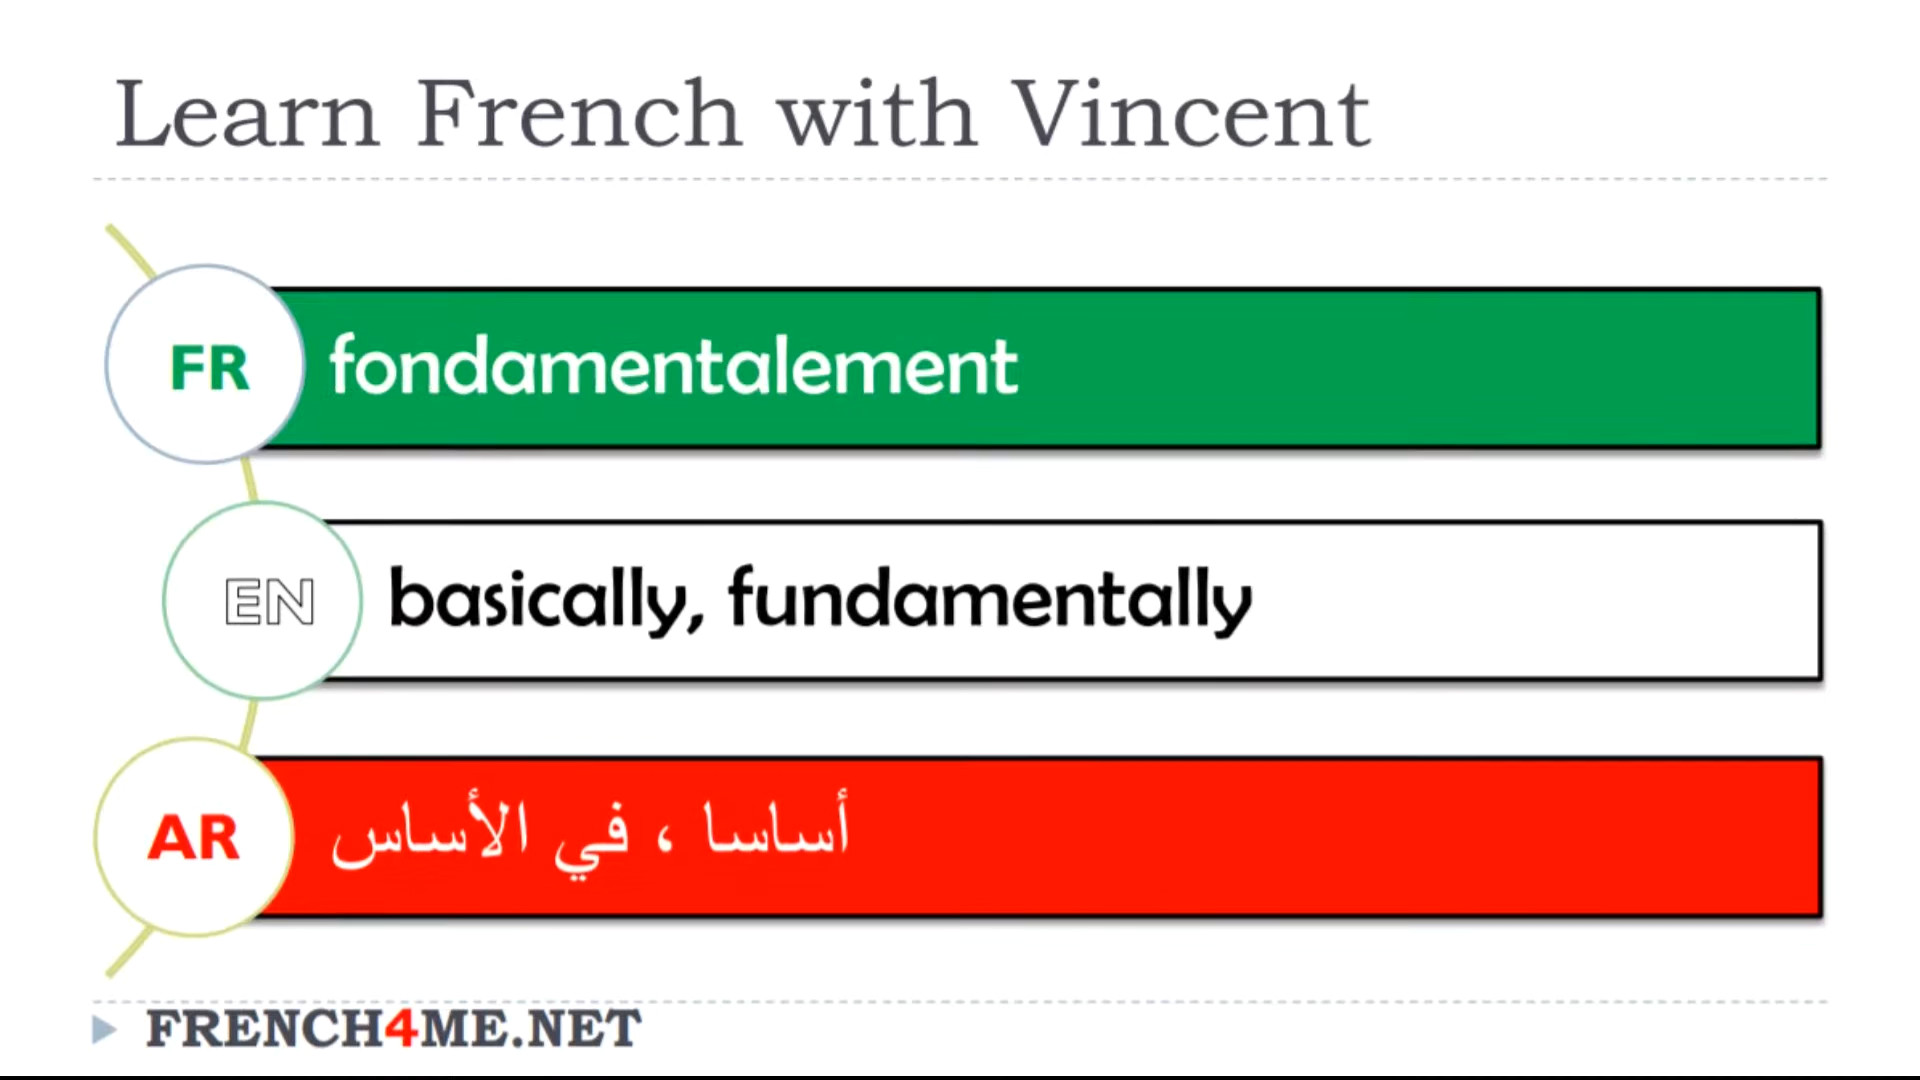 Learn French with Vincent
FR fondamentalement
EN basically, fundamentally
AR أساسا ، في الأساس
FRENCH4ME.NET